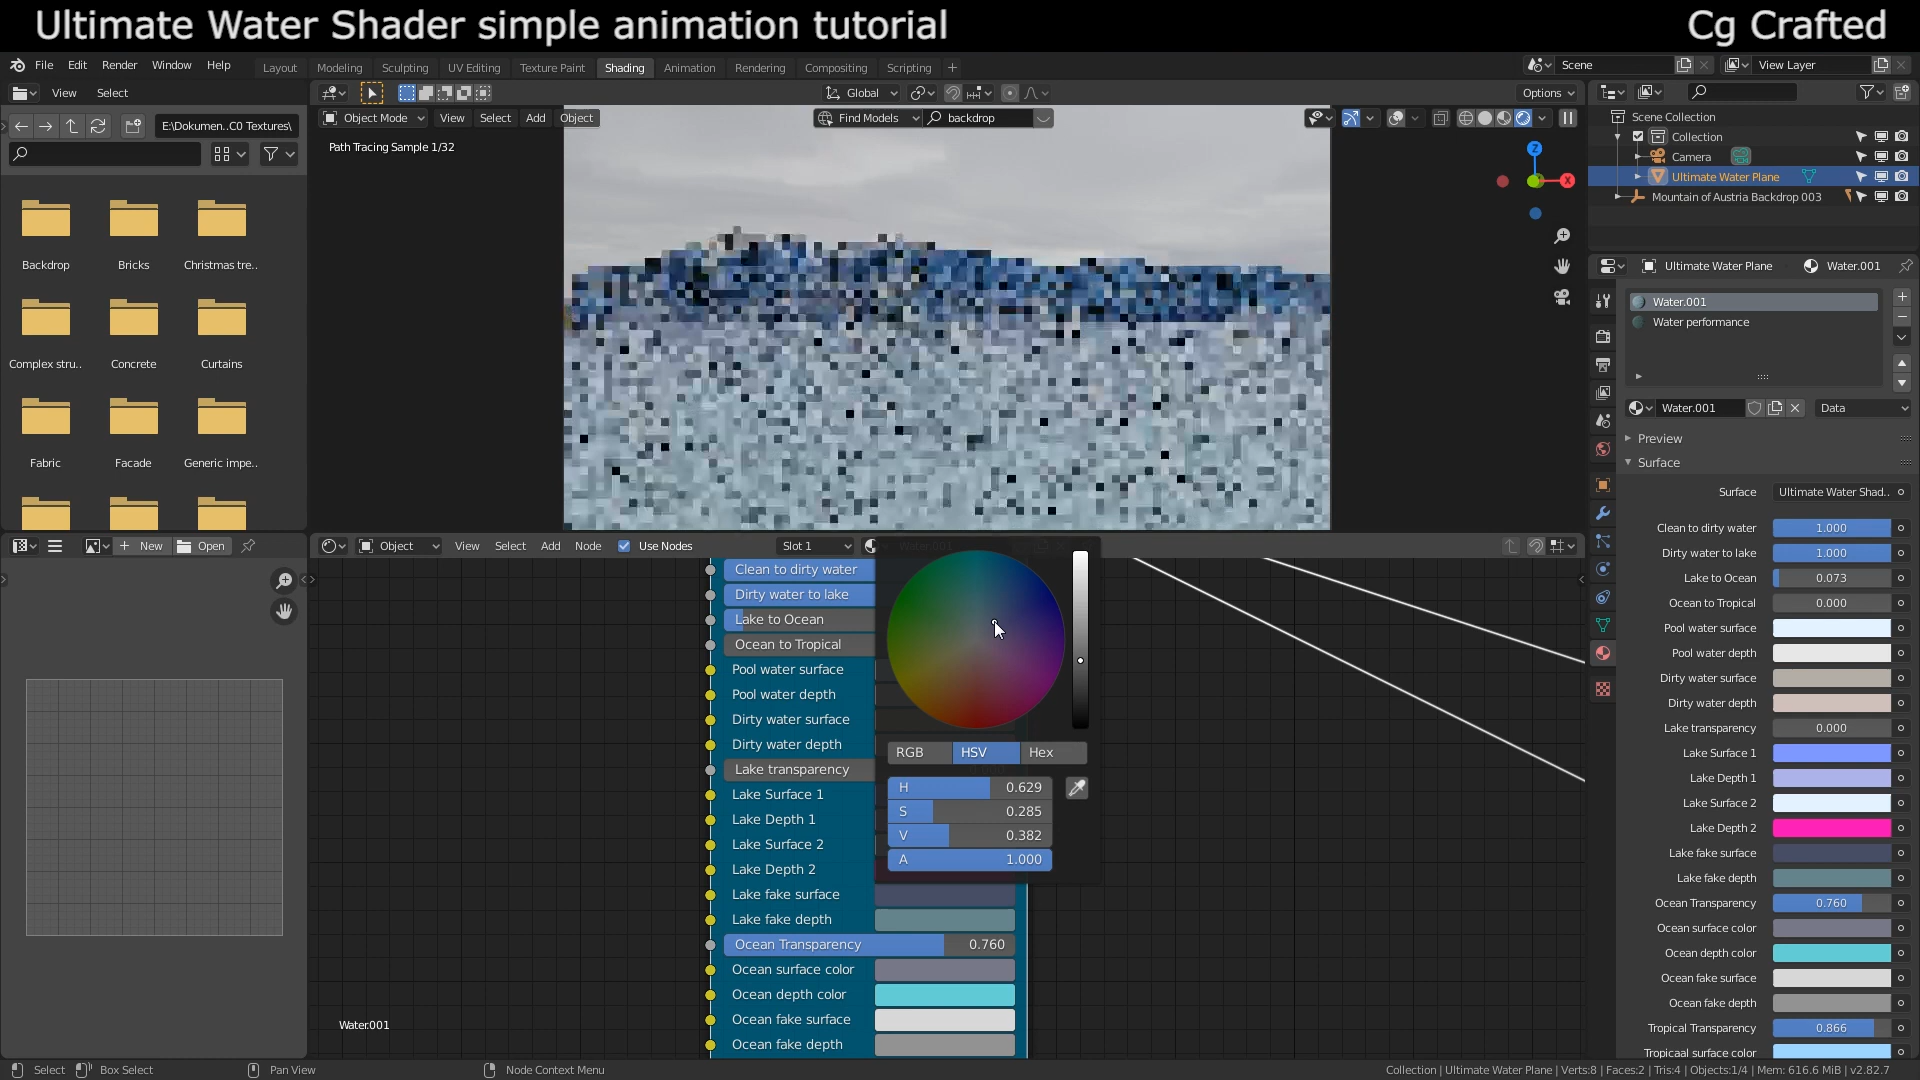 Ultimate Water Shader simple animation tutorial
Cg Crafted
File Edit Render Window Help
Layout Modeling Sculpting UV Editing Texture Paint Shading Animation Rendering Compositing Scripting +
Scene
View Layer
View Select
Global
Options
E:\Dokumen..C0 Textures\
Object Mode View Select Add Object
Find Models
backdrop
Path Tracing Sample 1/32
Z
X
Scene Collection
Collection
Camera
Ultimate Water Plane
Mountain of Austria Backdrop 003
Backdrop
Bricks
Christmas tre..
Complex stru..
Concrete
Curtains
Fabric
Facade
Generic impe..
Ultimate Water Plane
Water.001
Water.001
Water performance
Water.001
Data
Preview
Surface
Surface Ultimate Water Shad..
Clean to dirty water 1.000
Dirty water to lake 1.000
Lake to Ocean 0.073
Ocean to Tropical 0.000
Pool water surface
Pool water depth
Dirty water surface
Dirty water depth
Lake transparency 0.000
Lake Surface 1
Lake Depth 1
Lake Surface 2
Lake Depth 2
Lake fake surface
Lake fake depth
Ocean Transparency 0.760
Ocean surface color
Ocean depth color
Ocean fake surface
Ocean fake depth
Tropical Transparency 0.866
Tropicaal surface color
+ New
Open
Object View Select Add Node Use Nodes
Slot 1
Clean to dirty water
Dirty water to lake
Lake to Ocean
Ocean to Tropical
Pool water surface
Pool water depth
Dirty water surface
Dirty water depth
Lake transparency
Lake Surface 1
Lake Depth 1
Lake Surface 2
Lake Depth 2
Lake fake surface
Lake fake depth
Ocean Transparency 0.760
Ocean surface color
Ocean depth color
Ocean fake surface
Ocean fake depth
RGB HSV Hex
H 0.629
S 0.285
V 0.382
A 1.000
Water.001
Select
Box Select
Pan View
Node Context Menu
Collection | Ultimate Water Plane | Verts:8 | Faces:2 | Tris:4 | Objects:1/4 | Mem: 616.6 MiB | v2.82.7